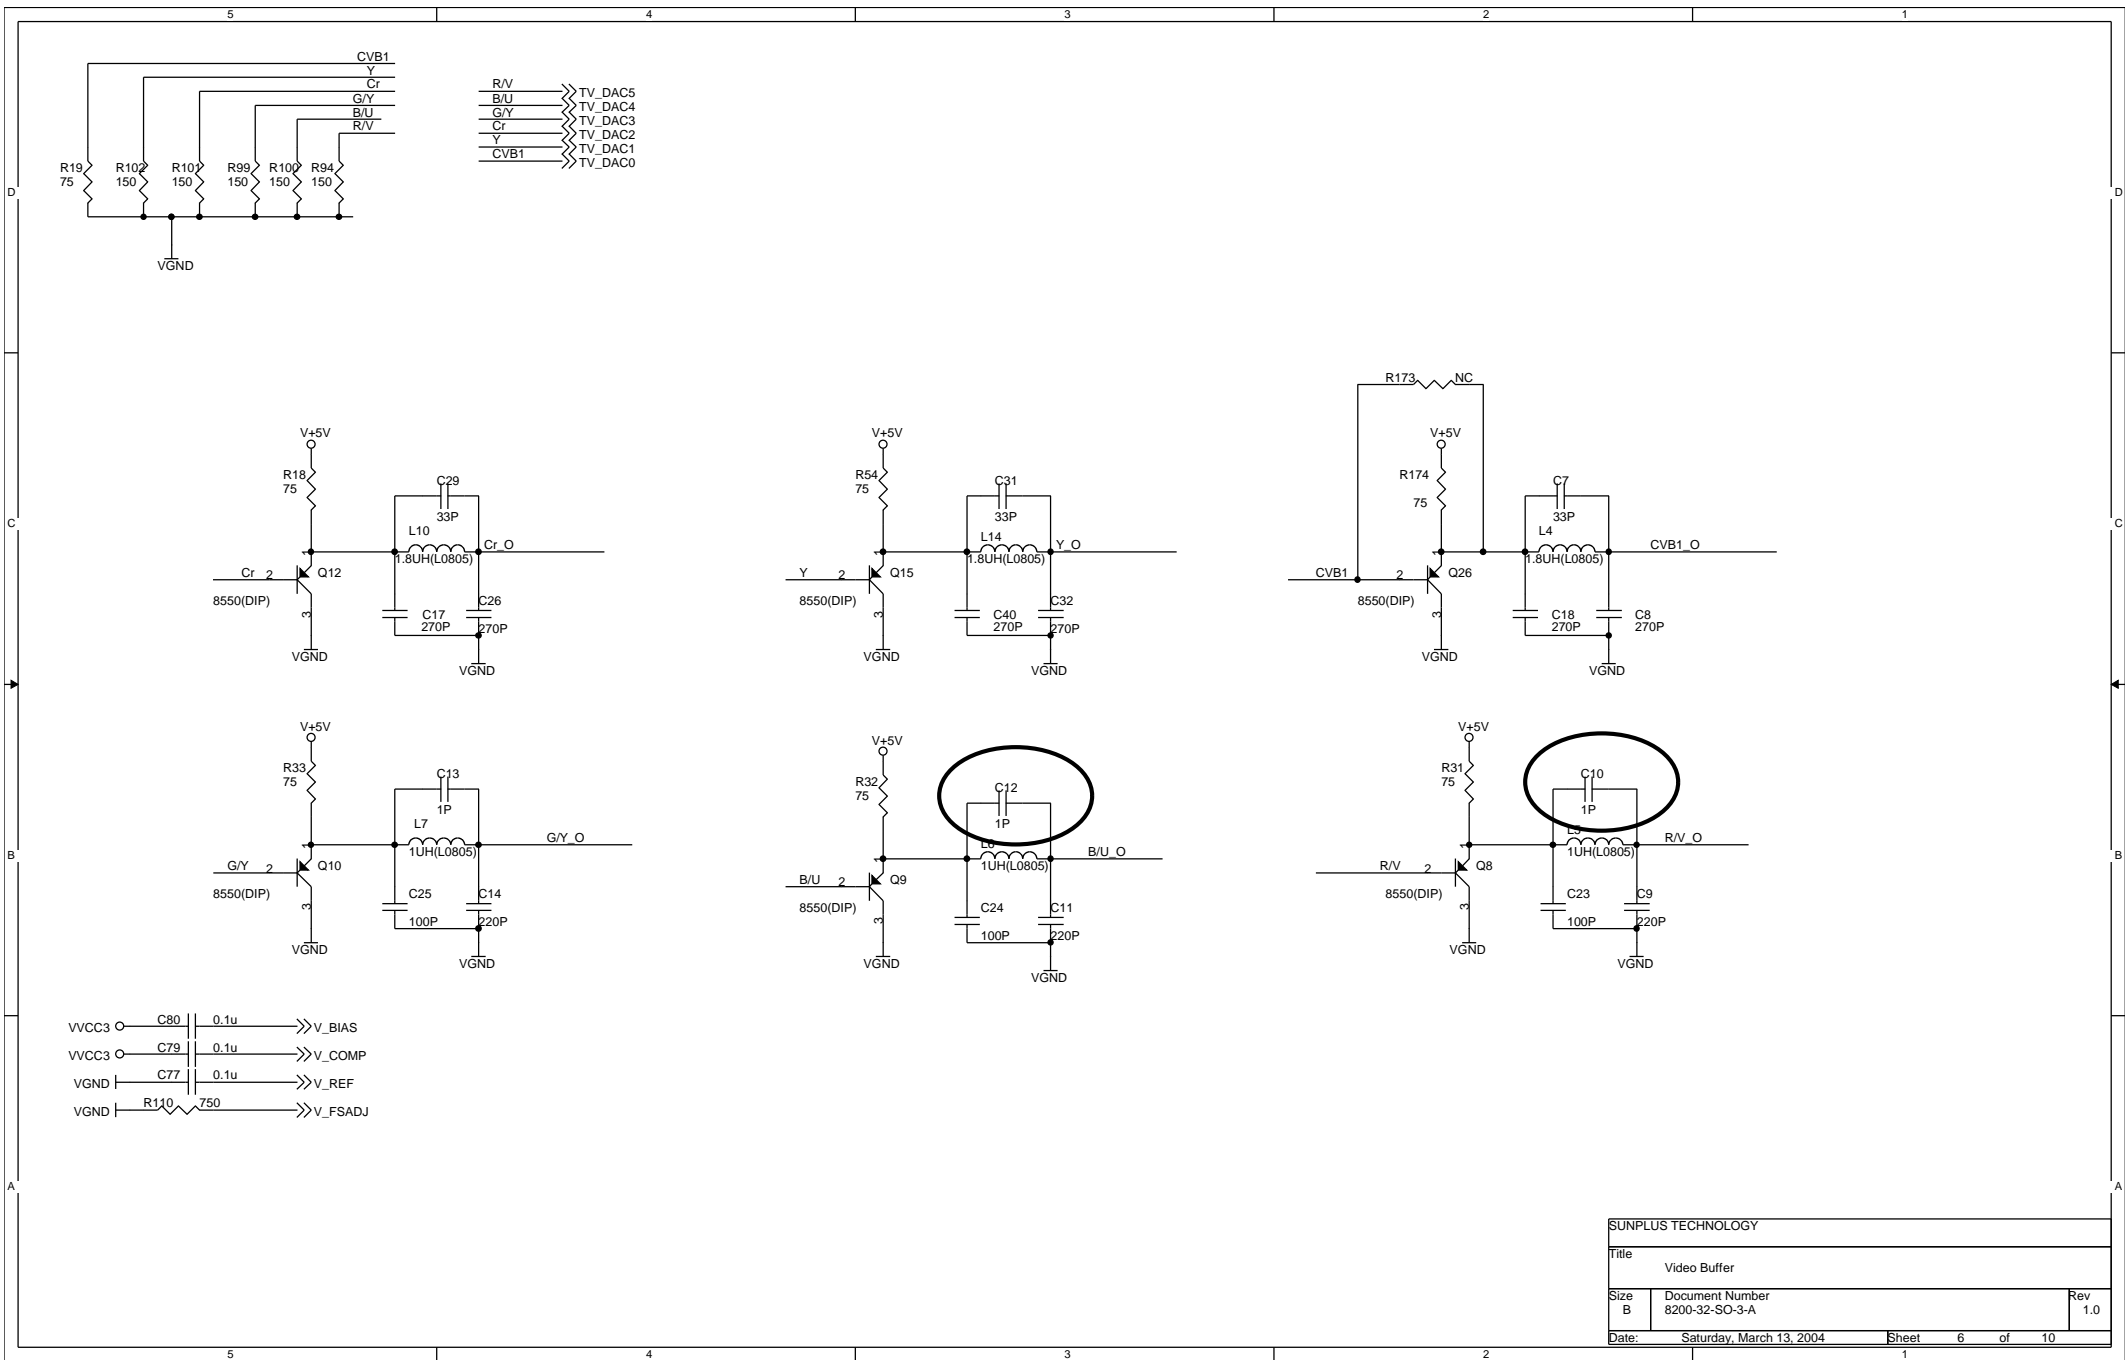 5 4 3 2 1
CVB1
Y
Cr
G/Y
B/U
R/V
R19 75
R102 150
R101 150
R99 150
R100 150
R94 150
VGND
R/V TV_DAC5
B/U TV_DAC4
G/Y TV_DAC3
Cr TV_DAC2
Y TV_DAC1
CVB1 TV_DAC0
D D
V+5V
R18
75
C29
33P
L10
1.8UH(L0805)
Cr_O
Cr 2
Q12
8550(DIP)
3
C17
270P
C26
270P
VGND
VGND
V+5V
R54
75
C31
33P
L14
1.8UH(L0805)
Y_O
Y 2
Q15
8550(DIP)
3
C40
270P
C32
270P
VGND
VGND
R173 NC
V+5V
R174
75
C7
33P
L4
1.8UH(L0805)
CVB1_O
CVB1 2
Q26
8550(DIP)
3
C18
270P
C8
270P
VGND
VGND
C C
V+5V
R33
75
C13
1P
L7
1UH(L0805)
G/Y_O
G/Y 2
Q10
8550(DIP)
3
C25
100P
C14
220P
VGND
VGND
V+5V
R32
75
C12
1P
L6
1UH(L0805)
B/U_O
B/U 2
Q9
8550(DIP)
3
C24
100P
C11
220P
VGND
VGND
V+5V
R31
75
C10
1P
L5
1UH(L0805)
R/V_O
R/V 2
Q8
8550(DIP)
3
C23
100P
C9
220P
VGND
VGND
B B
VVCC3 C80 0.1u V_BIAS
VVCC3 C79 0.1u V_COMP
VGND C77 0.1u V_REF
VGND R110 750 V_FSADJ
A A
SUNPLUS TECHNOLOGY
Title
Video Buffer
Size Document Number Rev
B 8200-32-SO-3-A 1.0
Date: Saturday, March 13, 2004 Sheet 6 of 10
5 4 3 2 1